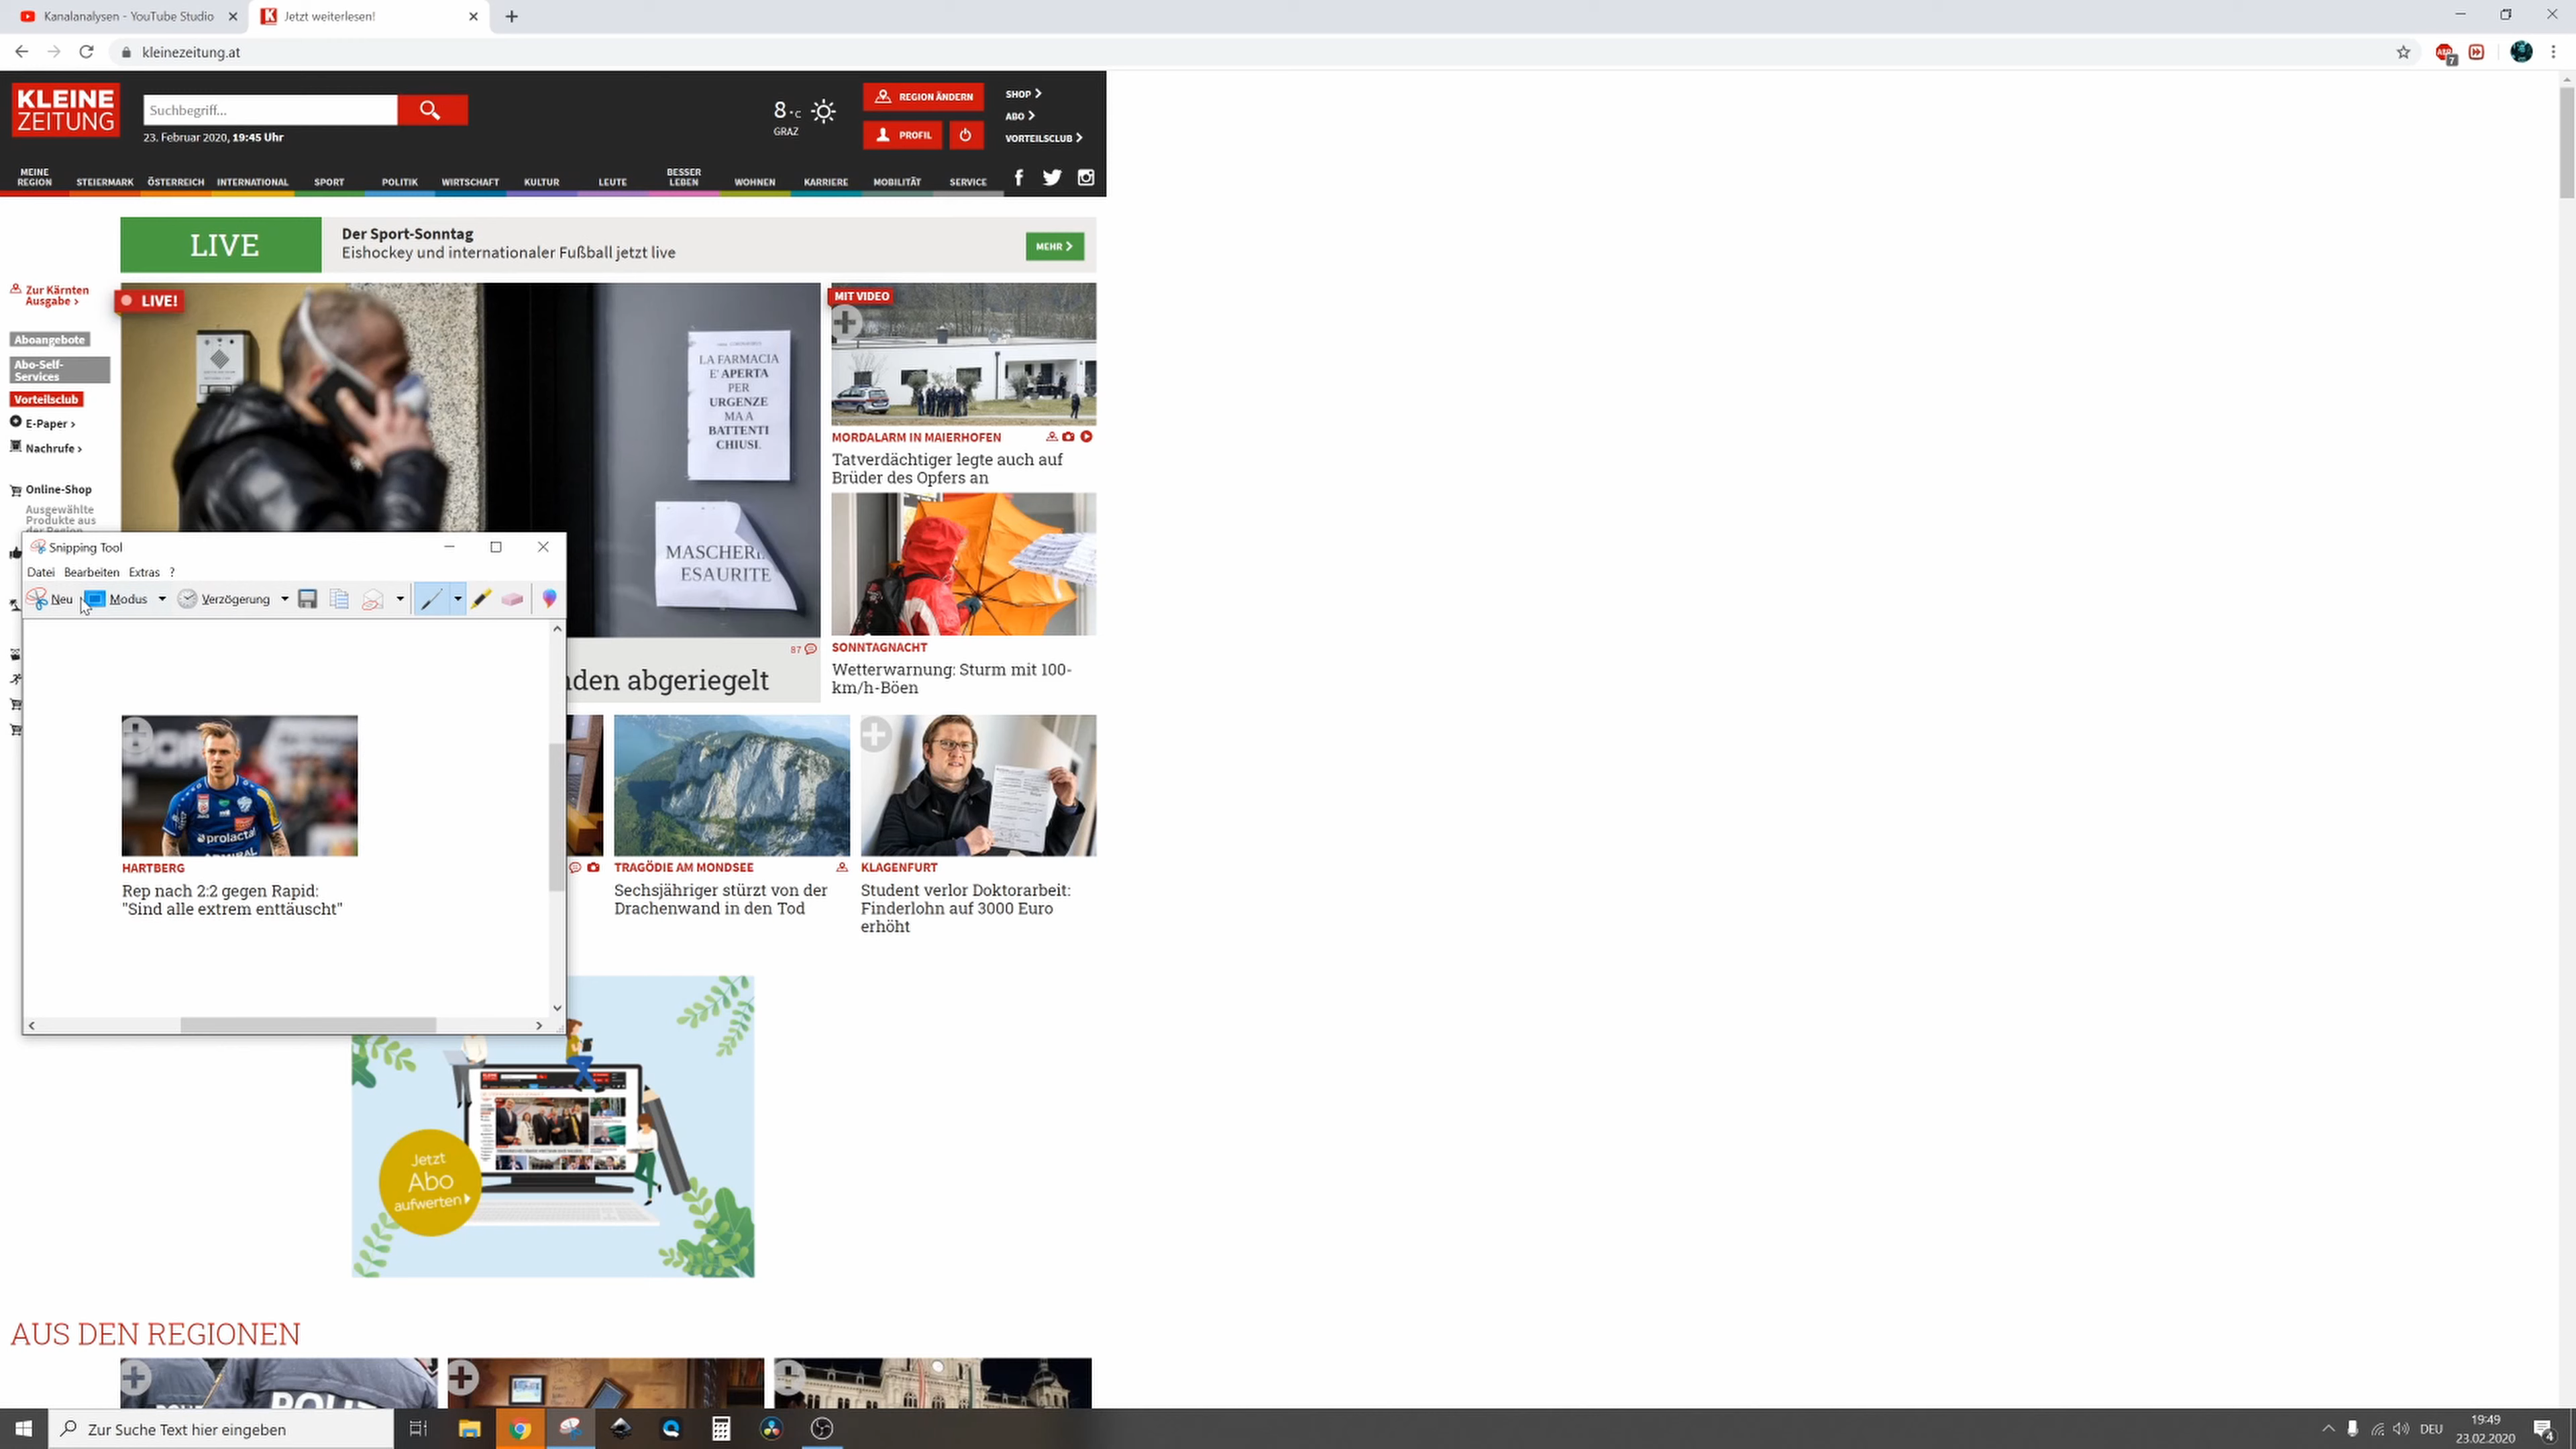 Kanalanalysen - YouTube Studio
Jetzt weiterlesen!
kleinezeitung.at
7
KLEINE
ZEITUNG
Suchbegriff...
23. Februar 2020, 19:45 Uhr
8 °C
GRAZ
REGION ÄNDERN
PROFIL
SHOP
ABO
VORTEILSCLUB
MEINE
REGION
STEIERMARK
ÖSTERREICH
INTERNATIONAL
SPORT
POLITIK
WIRTSCHAFT
KULTUR
LEUTE
BESSER
LEBEN
WOHNEN
KARRIERE
MOBILITÄT
SERVICE
LIVE
Der Sport-Sonntag
Eishockey und internationaler Fußball jetzt live
MEHR
Zur Kärnten
Ausgabe
Aboangebote
Abo-Self-
Services
Vorteilsclub
E-Paper
Nachrufe
Online-Shop
Ausgewählte
Produkte aus
der Region
LIVE!
LA FARMACIA
E' APERTA
PER
URGENZE
MA A
BATTENTI
CHIUSI.
ESAURITE
87
nden abgeriegelt
MIT VIDEO
MORDALARM IN MAIERHOFEN
Tatverdächtiger legte auch auf
Brüder des Opfers an
SONNTAGNACHT
Wetterwarnung: Sturm mit 100-
km/h-Böen
Snipping Tool
Datei Bearbeiten Extras ?
Neu Modus Verzögerung
prolactal
HARTBERG
Rep nach 2:2 gegen Rapid:
"Sind alle extrem enttäuscht"
TRAGÖDIE AM MONDSEE
Sechsjähriger stürzt von der
Drachenwand in den Tod
KLAGENFURT
Student verlor Doktorarbeit:
Finderlohn auf 3000 Euro
erhöht
Jetzt
Abo
aufwerten
AUS DEN REGIONEN
Zur Suche Text hier eingeben
DEU
19:49
23.02.2020
4